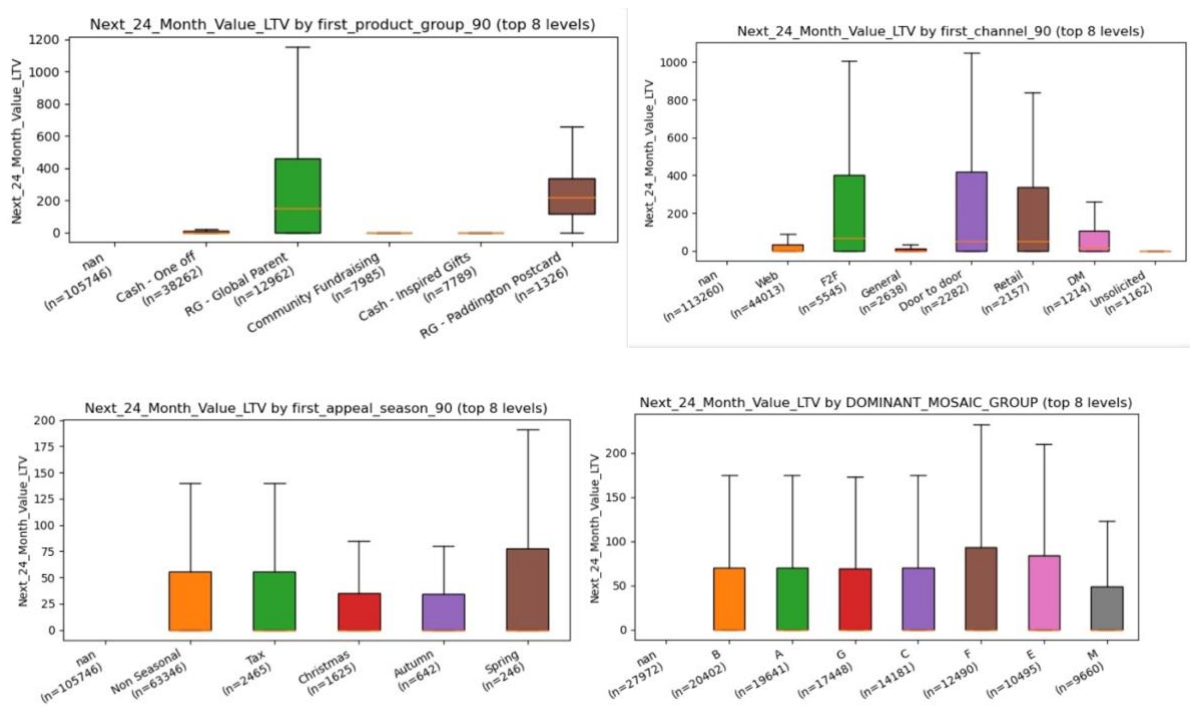 Next_24_Month_Value_LTV by first_product_group_90 (top 8 levels)
Next_24_Month_Value_LTV
1200
1000
800
600
400
200
0
nan
(n=105746)
Cash - One off
(n=38262)
RG - Global Parent
(n=12962)
Community Fundraising
(n=7985)
Cash - Inspired Gifts
(n=7789)
RG - Paddington Postcard
(n=1326)
Next_24_Month_Value_LTV by first_channel_90 (top 8 levels)
Next_24_Month_Value_LTV
1000
800
600
400
200
0
nan
(n=113260)
Web
(n=44013)
F2F
(n=5545)
General
(n=2638)
Door to door
(n=2282)
Retail
(n=2157)
DM
(n=1214)
Unsolicited
(n=1162)
Next_24_Month_Value_LTV by first_appeal_season_90 (top 8 levels)
Next_24_Month_Value_LTV
200
175
150
125
100
75
50
25
0
nan
(n=105746)
Non Seasonal
(n=63346)
Tax
(n=2465)
Christmas
(n=1625)
Autumn
(n=642)
Spring
(n=246)
Next_24_Month_Value_LTV by DOMINANT_MOSAIC_GROUP (top 8 levels)
Next_24_Month_Value_LTV
200
150
100
50
0
nan
(n=27972)
B
(n=20402)
A
(n=19641)
G
(n=17448)
C
(n=14181)
F
(n=12490)
E
(n=10495)
M
(n=9660)